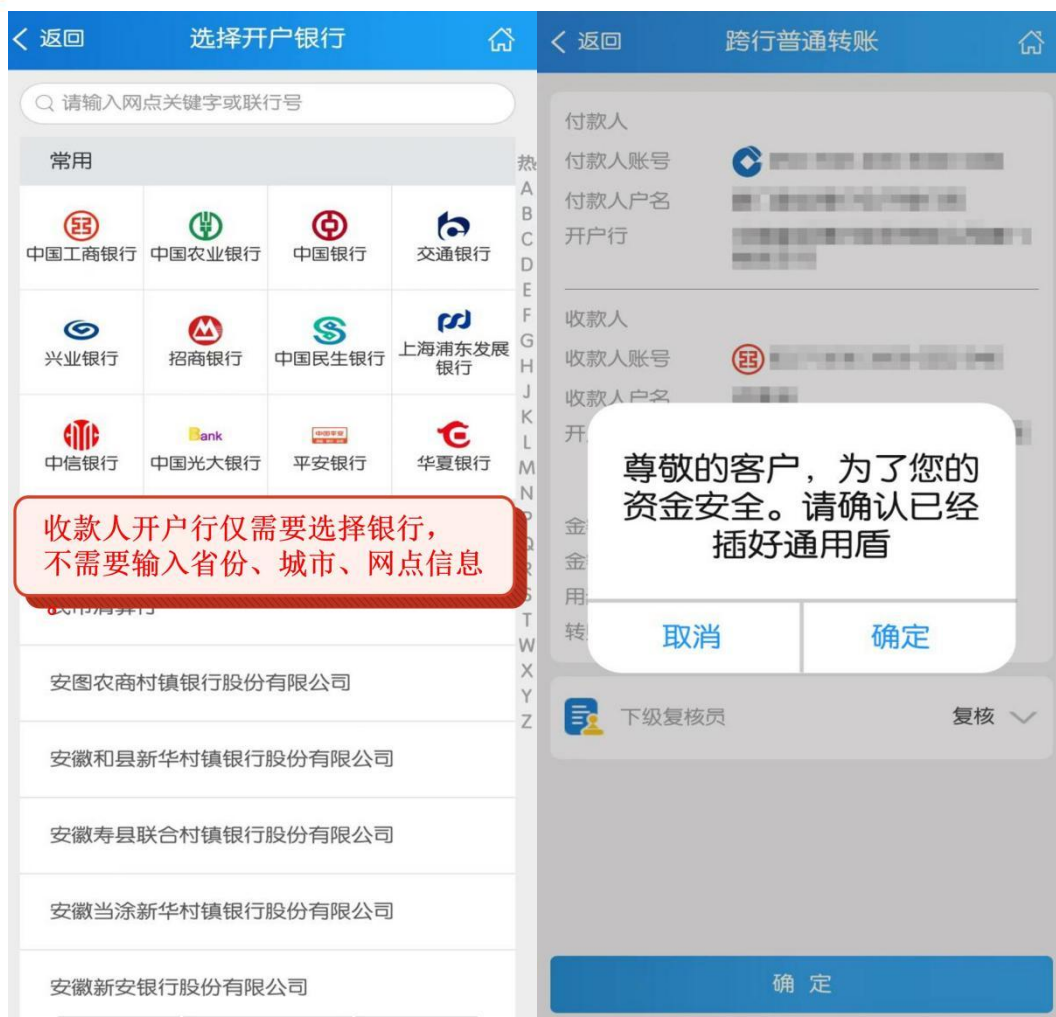 返回
选择开户银行
请输入网点关键字或联行号
常用
热
A
B
C
D
E
F
G
H
J
K
L
M
N
中国工商银行
中国农业银行
中国银行
交通银行
兴业银行
招商银行
中国民生银行
上海浦东发展
银行
中信银行
Bank
中国光大银行
平安银行
华夏银行
收款人开户行仅需要选择银行，
不需要输入省份、城市、网点信息
T
W
X
Y
Z
安图农商村镇银行股份有限公司
安徽和县新华村镇银行股份有限公司
安徽寿县联合村镇银行股份有限公司
安徽当涂新华村镇银行股份有限公司
安徽新安银行股份有限公司
返回
跨行普通转账
付款人
付款人账号
付款人户名
开户行
收款人
收款人账号
收款人户名
开
金
金
用
转
尊敬的客户，为了您的
资金安全。请确认已经
插好通用盾
取消
确定
下级复核员
复核
确 定